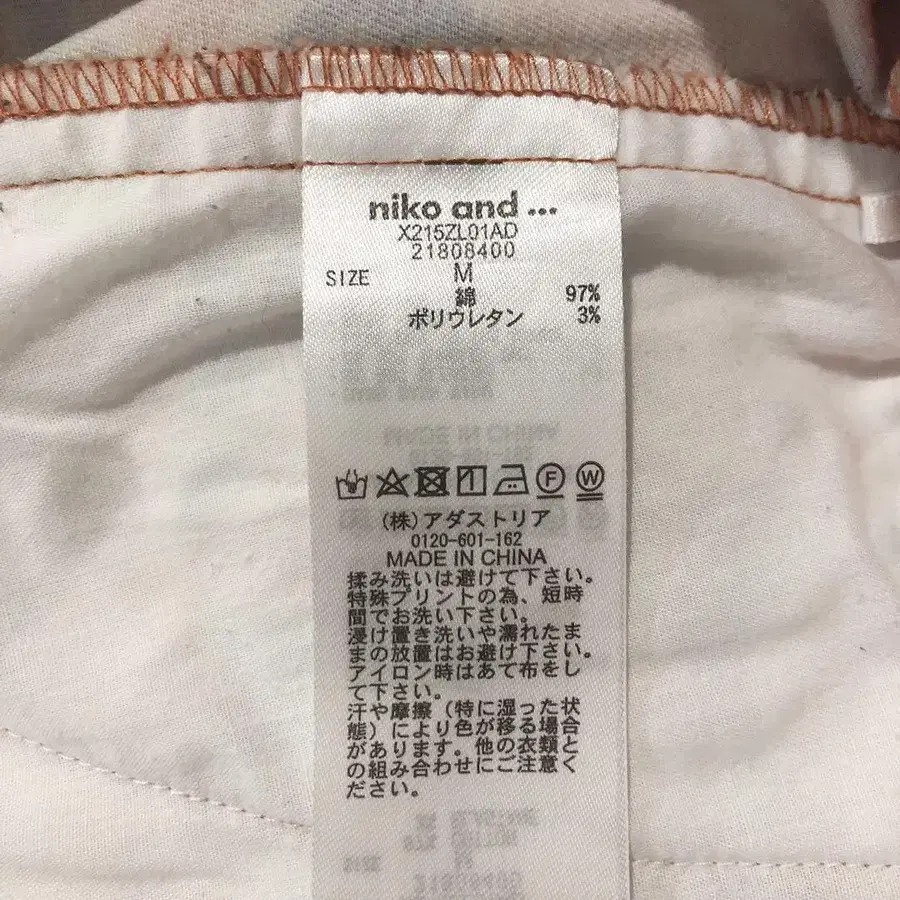 niko and ...
X215ZL01AD
21808400
SIZE M
綿 97%
ポリウレタン 3%
MADE IN CHINA
F W
(株)アダストリア
0120-601-162
MADE IN CHINA
揉み洗いは避けて下さい。
特殊プリントの為、短時
間でお洗い下さい。
浸け置き洗いや濡れたま
まの放置はお避け下さい。
アイロン時はあて布をし
て下さい。
汗や摩擦(特に湿った状
態)により色が移る場合
があります。他の衣類と
の組み合わせにご注意く
ださい。
SIZE M
21808400